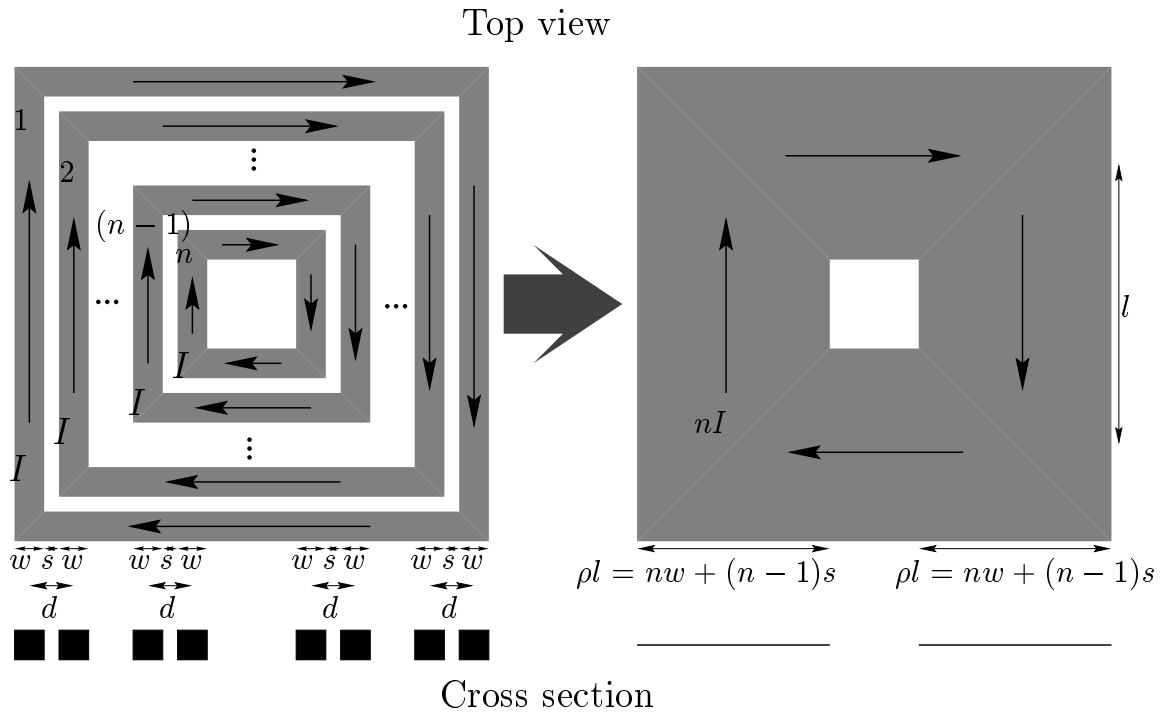 Top view
1
2
(n − 1)
n
I
I
I
I
nI
l
w s w w s w w s w w s w
d d d d
ρl = nw + (n − 1)s ρl = nw + (n − 1)s
Cross section